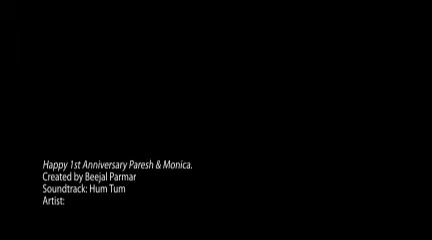 Happy 1st Anniversary Paresh & Monica.
Created by Beejal Parmar
Soundtrack: Hum Tum
Artist: